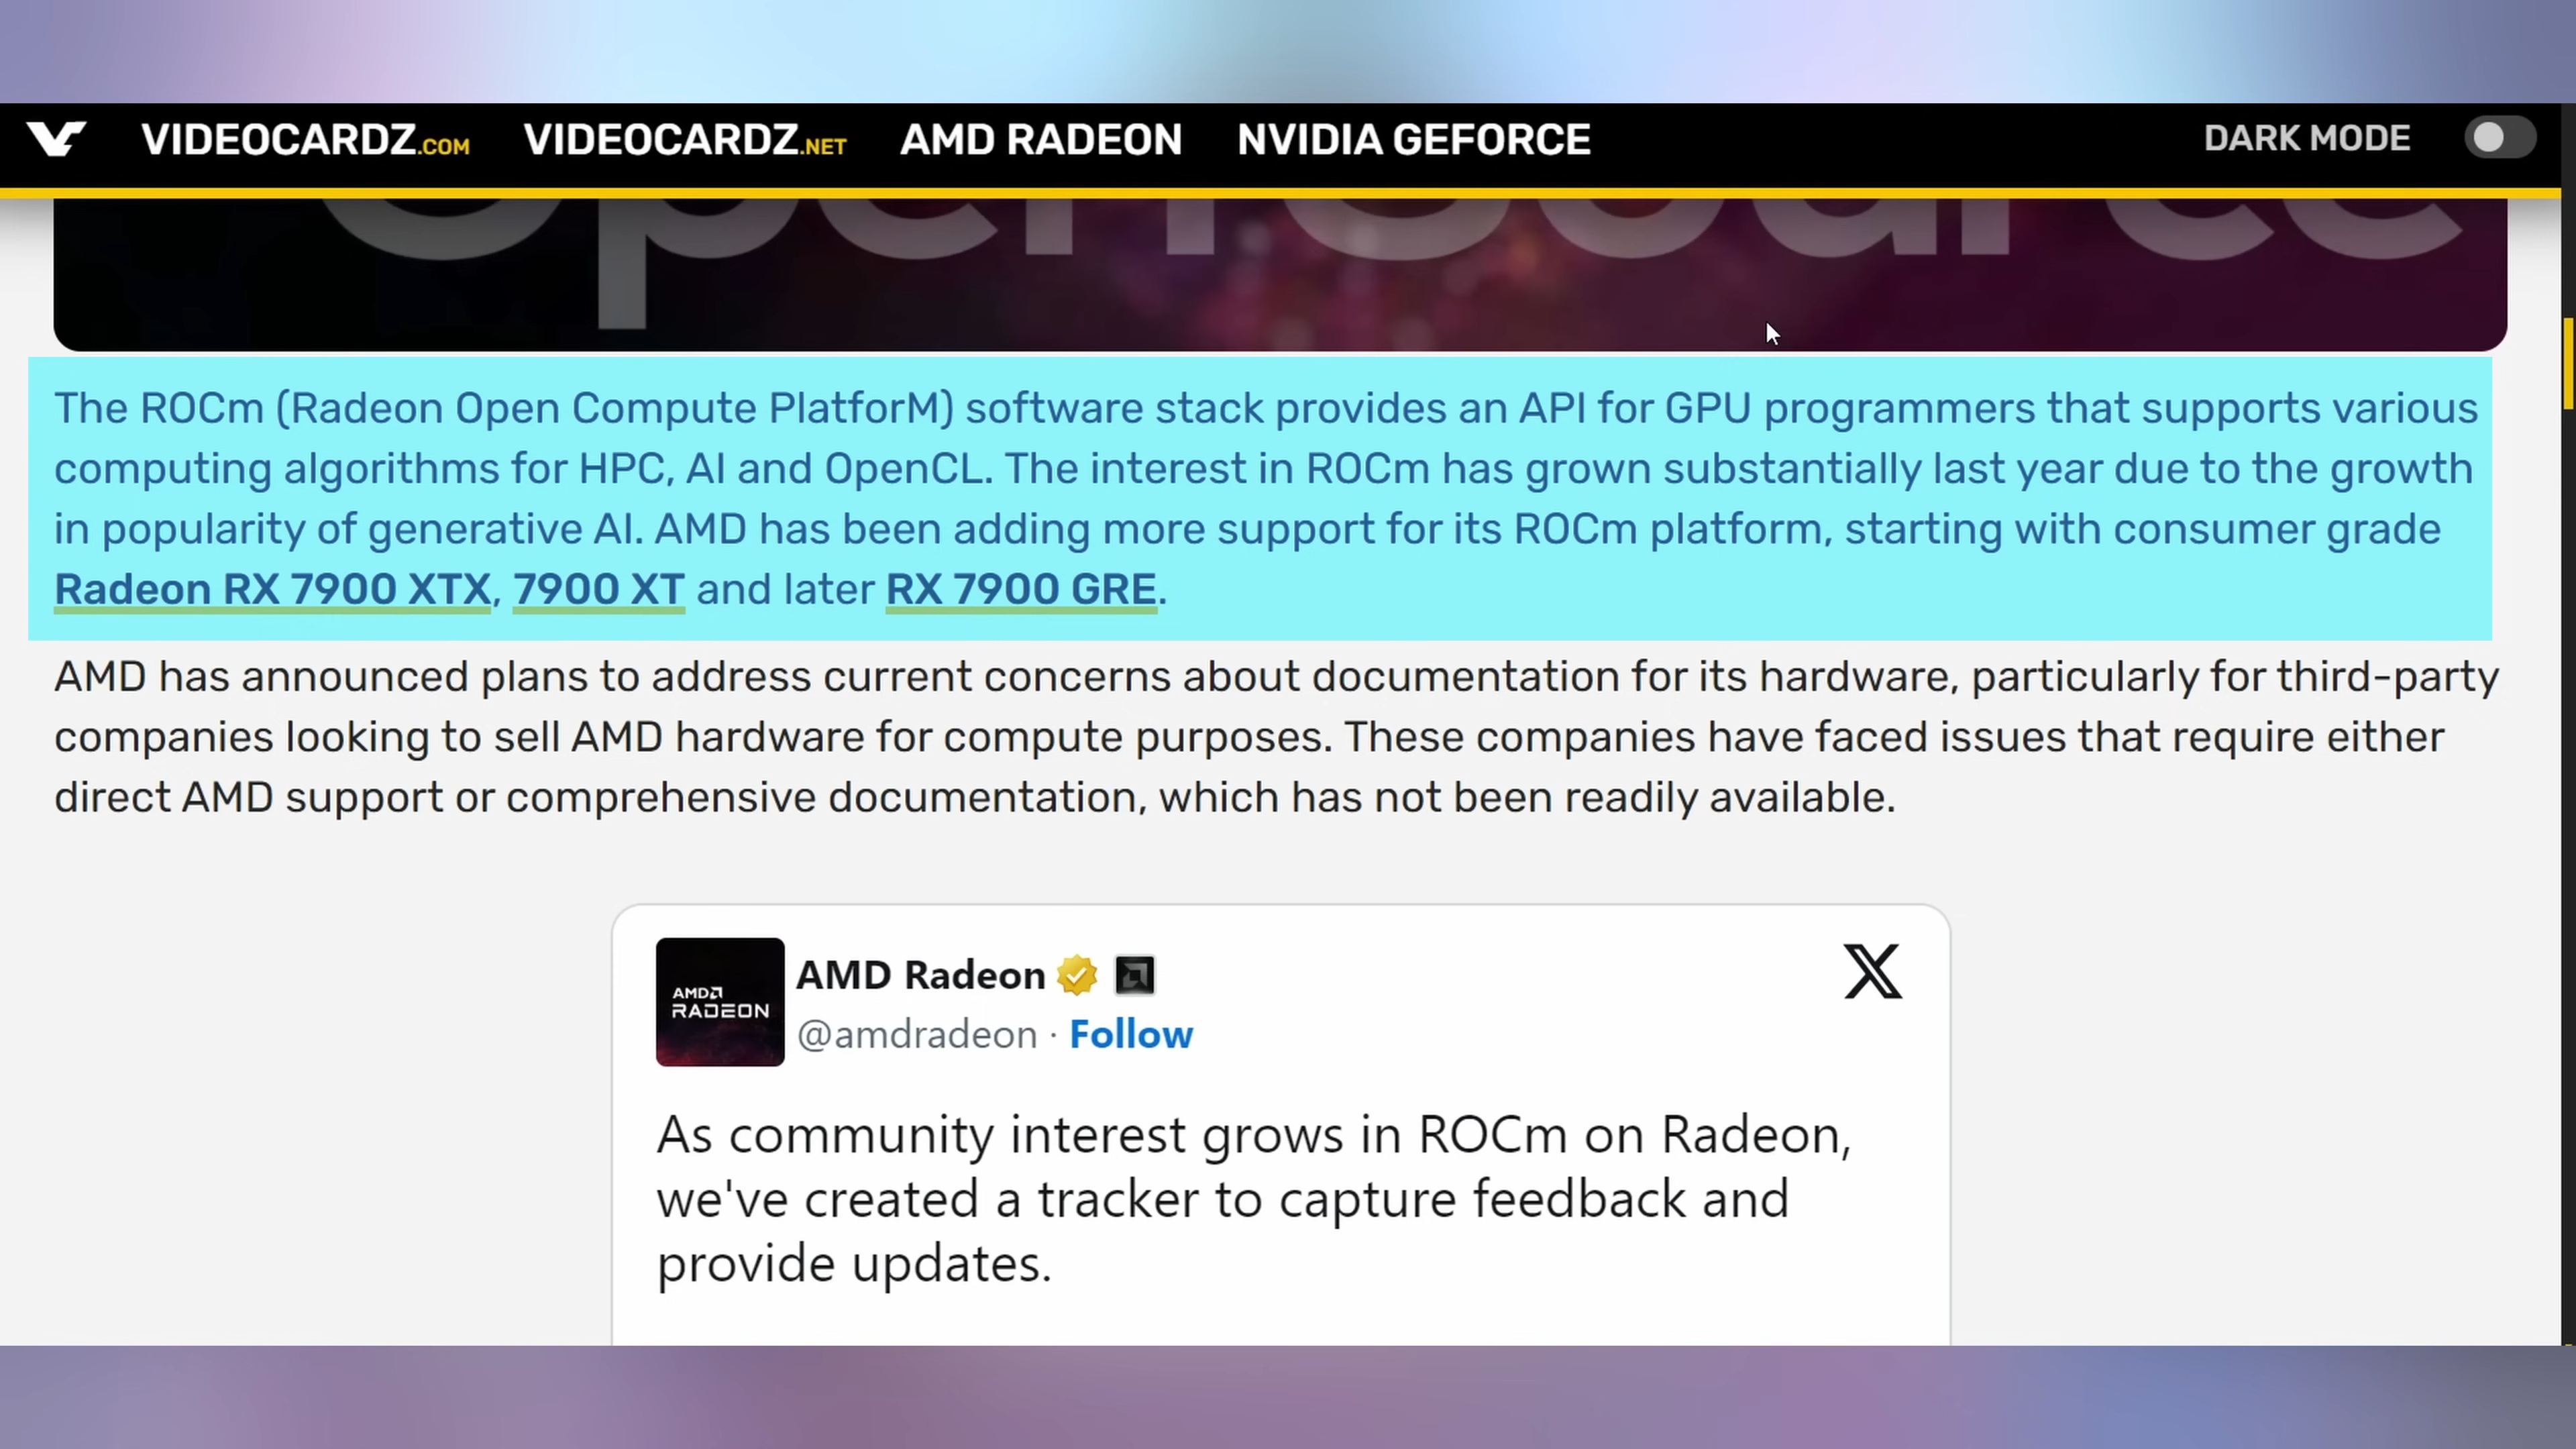 VIDEOCARDZ.COM VIDEOCARDZ.NET AMD RADEON NVIDIA GEFORCE DARK MODE
OpenSource
The ROCm (Radeon Open Compute PlatforM) software stack provides an API for GPU programmers that supports various
computing algorithms for HPC, AI and OpenCL. The interest in ROCm has grown substantially last year due to the growth
in popularity of generative AI. AMD has been adding more support for its ROCm platform, starting with consumer grade
Radeon RX 7900 XTX, 7900 XT and later RX 7900 GRE.
AMD has announced plans to address current concerns about documentation for its hardware, particularly for third-party
companies looking to sell AMD hardware for compute purposes. These companies have faced issues that require either
direct AMD support or comprehensive documentation, which has not been readily available.
AMD RADEON
AMD Radeon
@amdradeon · Follow
As community interest grows in ROCm on Radeon,
we've created a tracker to capture feedback and
provide updates.